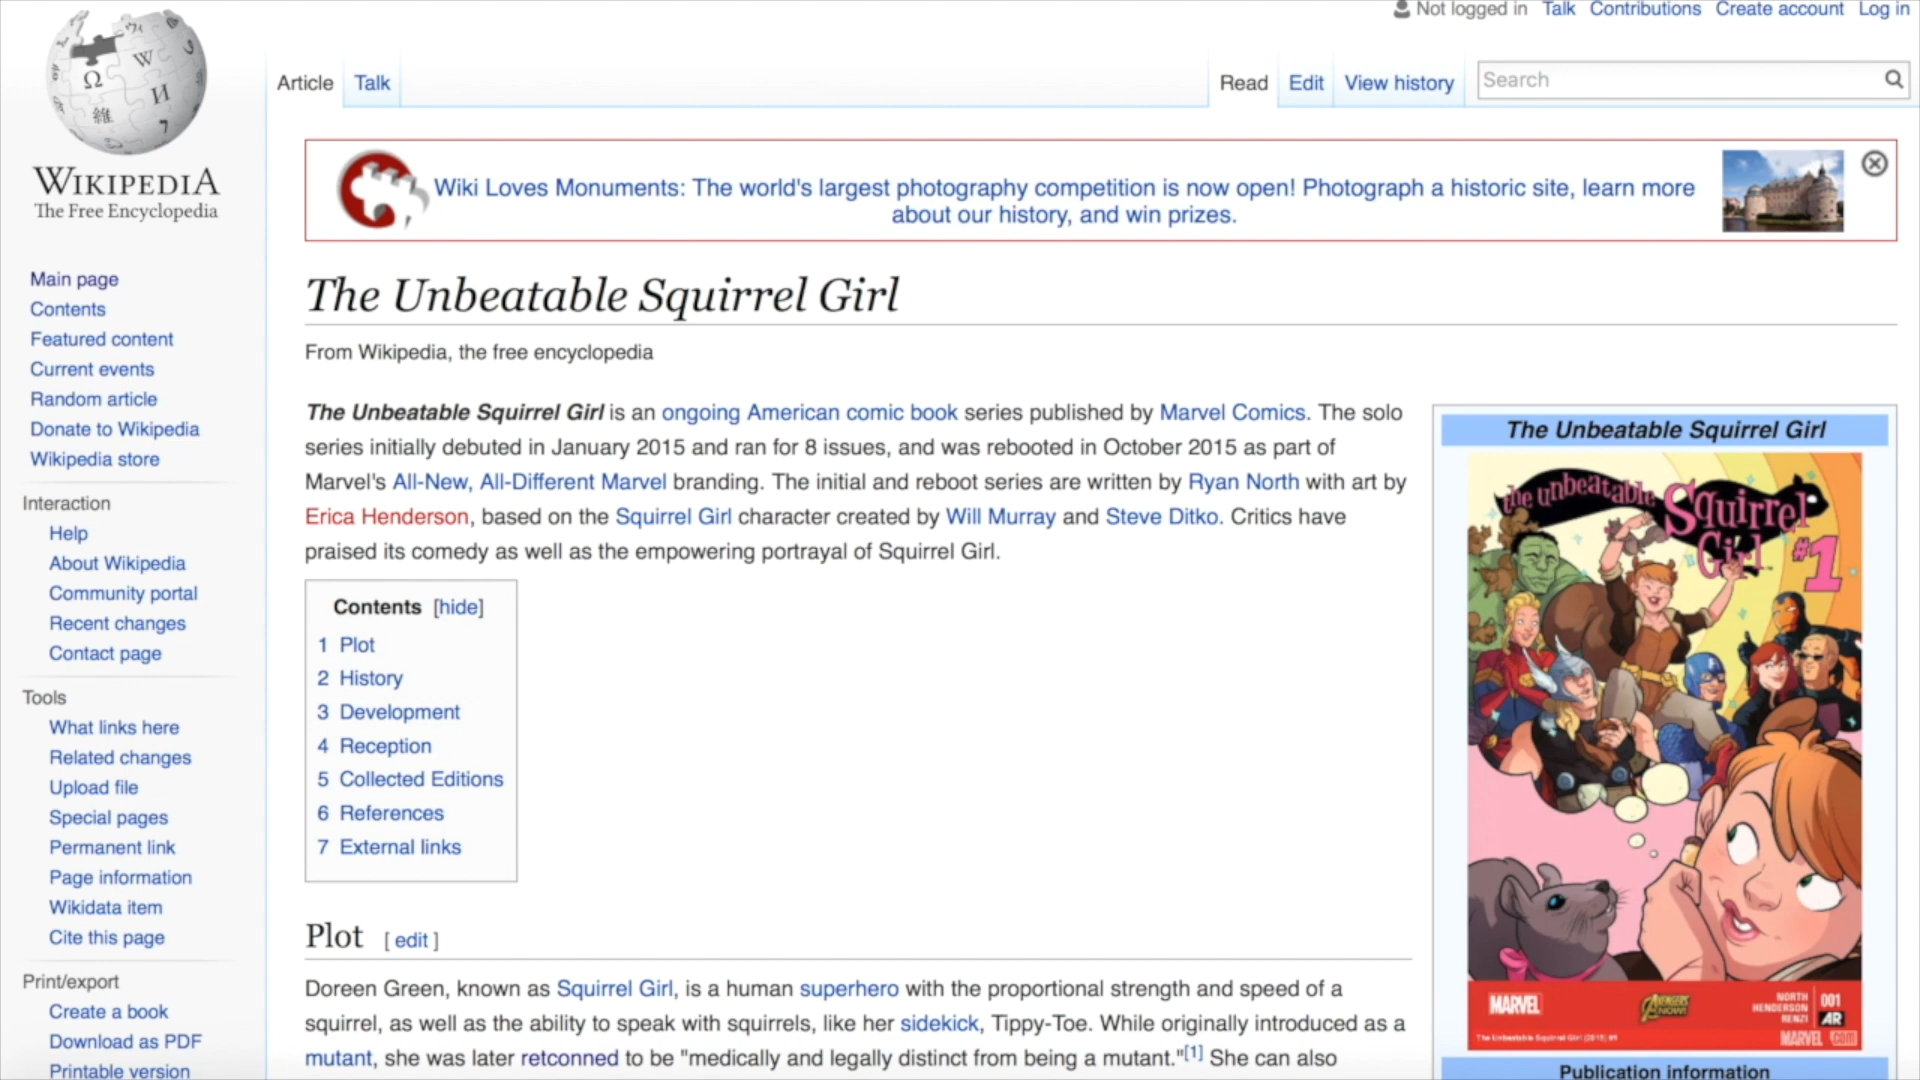 Not logged in Talk Contributions Create account Log in
Article Talk Read Edit View history Search
WIKIPEDIA
The Free Encyclopedia
Main page
Contents
Featured content
Current events
Random article
Donate to Wikipedia
Wikipedia store
Interaction
Help
About Wikipedia
Community portal
Recent changes
Contact page
Tools
What links here
Related changes
Upload file
Special pages
Permanent link
Page information
Wikidata item
Cite this page
Print/export
Create a book
Download as PDF
Printable version
Wiki Loves Monuments: The world's largest photography competition is now open! Photograph a historic site, learn more
about our history, and win prizes.
The Unbeatable Squirrel Girl
From Wikipedia, the free encyclopedia
The Unbeatable Squirrel Girl is an ongoing American comic book series published by Marvel Comics. The solo
series initially debuted in January 2015 and ran for 8 issues, and was rebooted in October 2015 as part of
Marvel's All-New, All-Different Marvel branding. The initial and reboot series are written by Ryan North with art by
Erica Henderson, based on the Squirrel Girl character created by Will Murray and Steve Ditko. Critics have
praised its comedy as well as the empowering portrayal of Squirrel Girl.
Contents [hide]
1 Plot
2 History
3 Development
4 Reception
5 Collected Editions
6 References
7 External links
Plot [ edit ]
Doreen Green, known as Squirrel Girl, is a human superhero with the proportional strength and speed of a
squirrel, as well as the ability to speak with squirrels, like her sidekick, Tippy-Toe. While originally introduced as a
mutant, she was later retconned to be "medically and legally distinct from being a mutant."[1] She can also
The Unbeatable Squirrel Girl
the unbeatable
Squirrel
Girl
#1
MARVEL
AVENGERS
NOW!
NORTH
HENDERSON
RENZI
001
AR
The Unbeatable Squirrel Girl (2015) #1
MARVEL.COM
Publication information